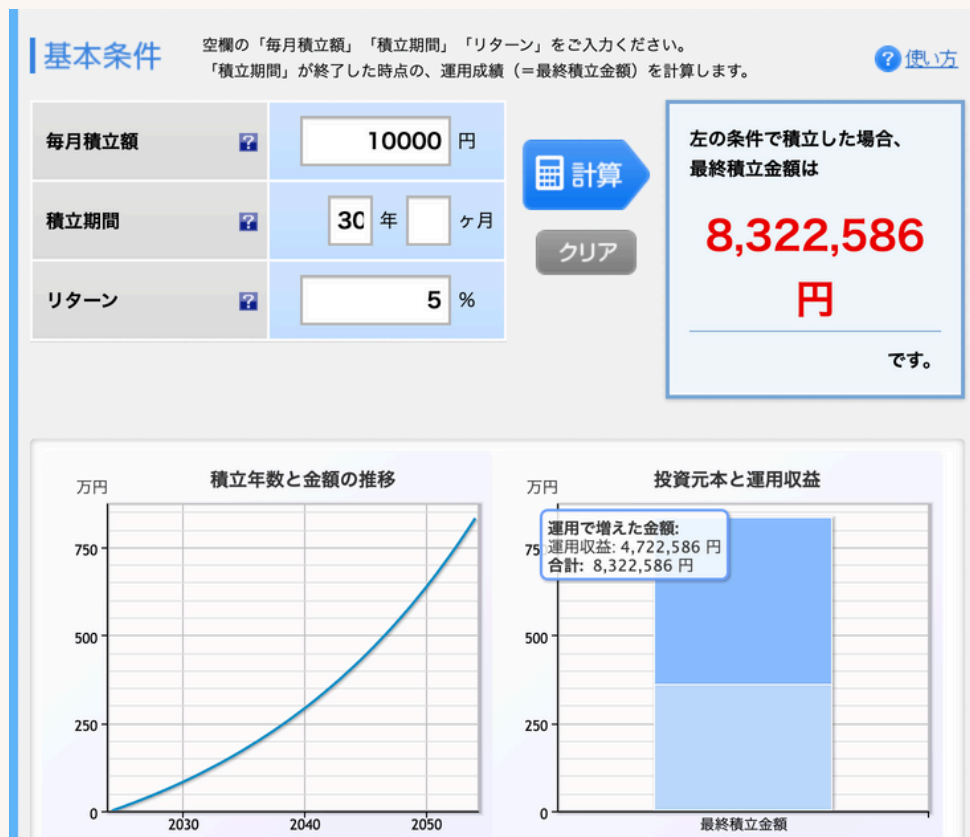 基本条件
空欄の「毎月積立額」「積立期間」「リターン」をご入力ください。
「積立期間」が終了した時点の、運用成績（＝最終積立金額）を計算します。
? 使い方
毎月積立額 ? 10000 円
積立期間 ? 30 年 ヶ月
リターン ? 5 %
計算
クリア
左の条件で積立した場合、
最終積立金額は
8,322,586
円
です。
積立年数と金額の推移
万円
750
500
250
0
2030 2040 2050
投資元本と運用収益
万円
運用で増えた金額:
運用収益: 4,722,586 円
合計: 8,322,586 円
75
500
250
0
最終積立金額